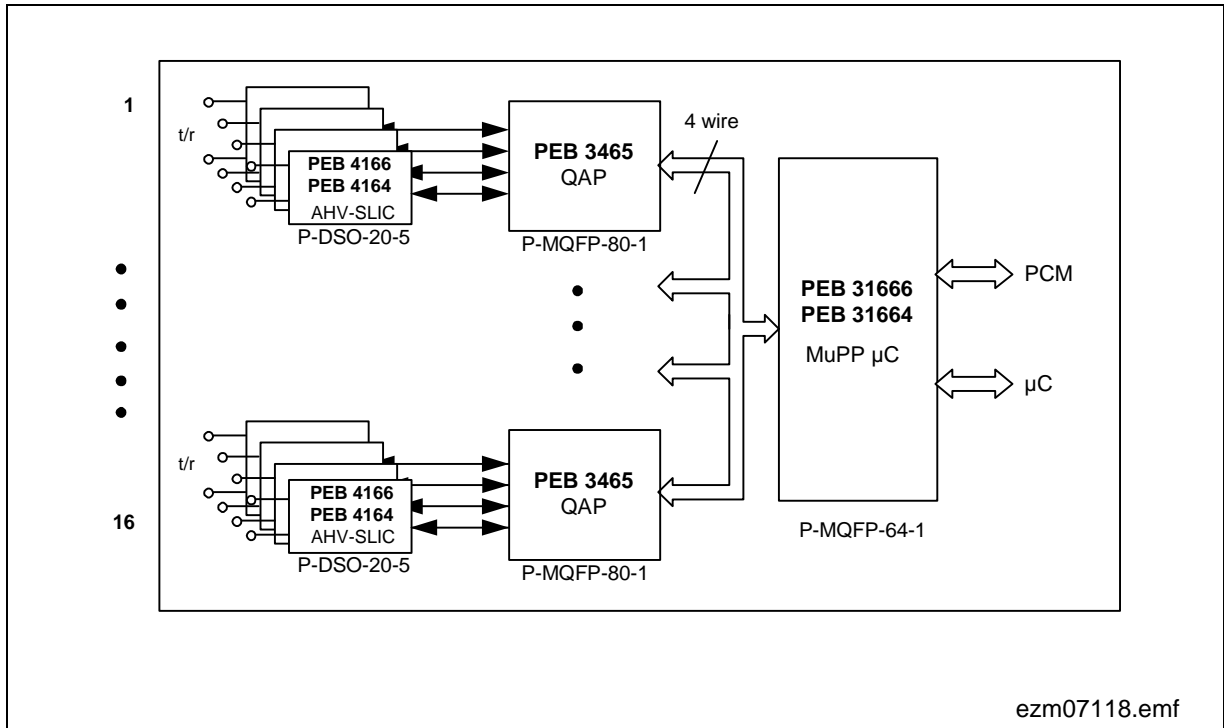 1
t/r
PEB 4166
PEB 4164
AHV-SLIC
P-DSO-20-5
PEB 3465
QAP
P-MQFP-80-1
4 wire
PEB 31666
PEB 31664
MuPP µC
P-MQFP-64-1
PCM
µC
t/r
16
PEB 4166
PEB 4164
AHV-SLIC
P-DSO-20-5
PEB 3465
QAP
P-MQFP-80-1
ezm07118.emf